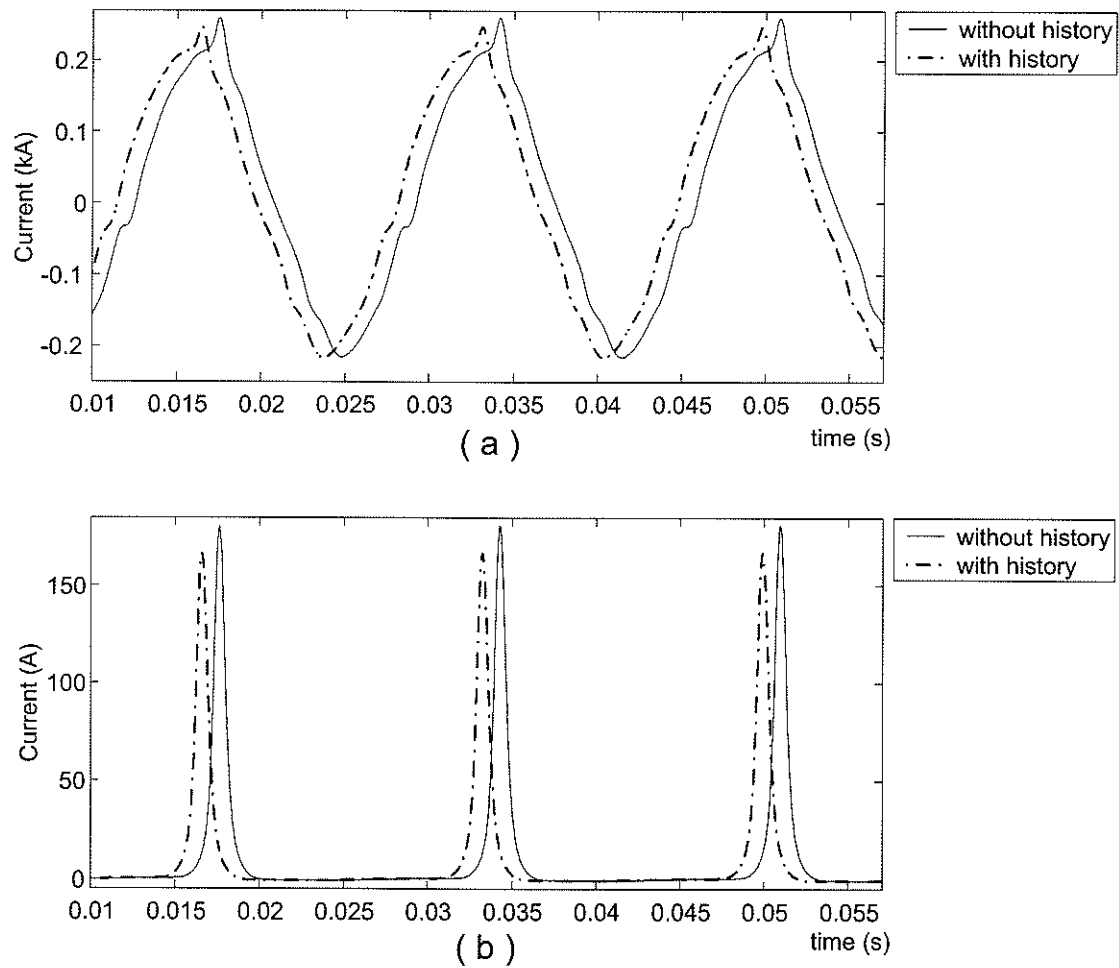 without history
with history
Current (kA)
0.2
0.1
0
-0.1
-0.2
0.01 0.015 0.02 0.025 0.03 0.035 0.04 0.045 0.05 0.055
time (s)
( a )
without history
with history
Current (A)
150
100
50
0
0.01 0.015 0.02 0.025 0.03 0.035 0.04 0.045 0.05 0.055
time (s)
( b )